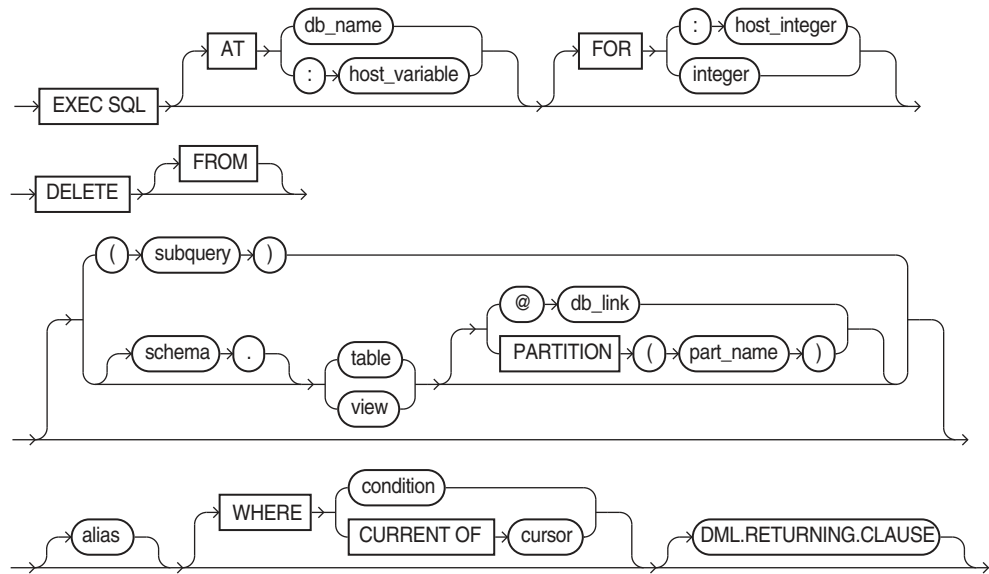 AT db_name FOR : host_integer
: host_variable integer
EXEC SQL
FROM
DELETE
( subquery )
@ db_link
schema . table PARTITION ( part_name )
view
condition
alias WHERE CURRENT OF cursor DML.RETURNING.CLAUSE